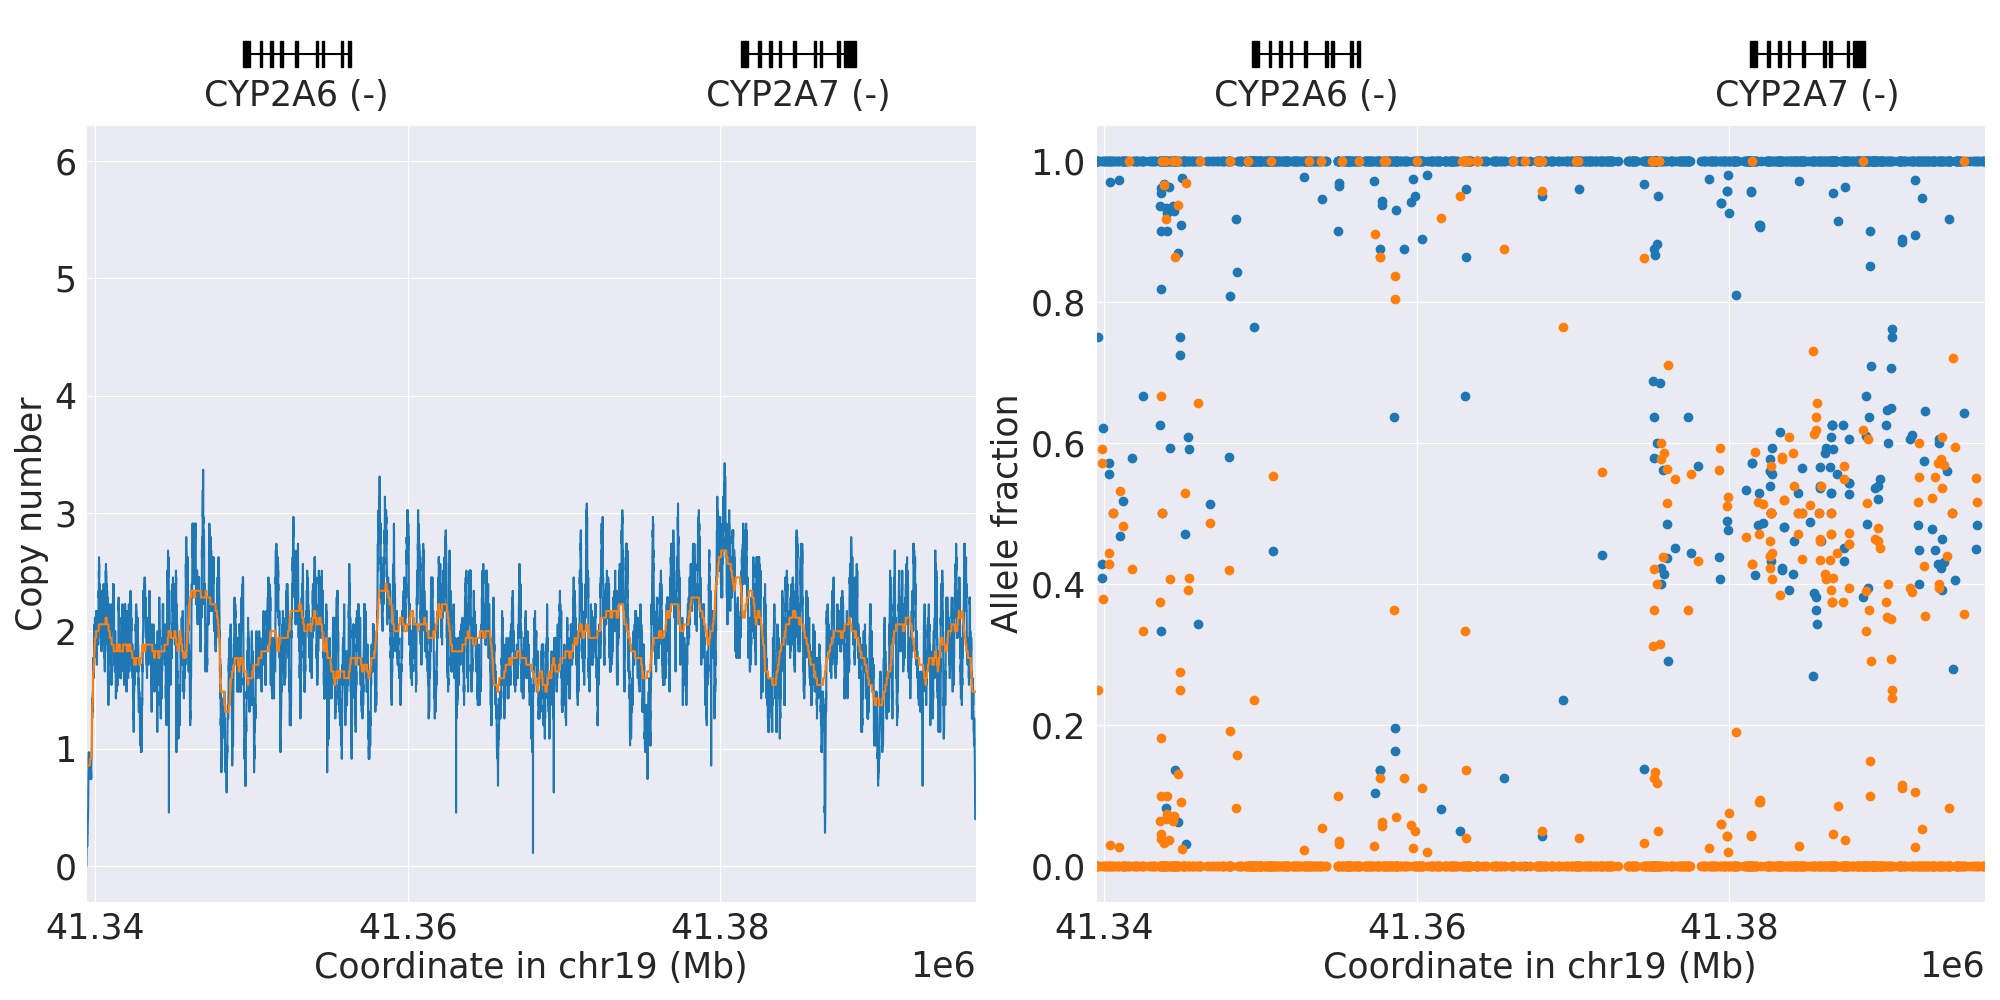 CYP2A6 (-)
CYP2A7 (-)
6
5
4
3
2
1
0
Copy number
41.34
41.36
41.38
Coordinate in chr19 (Mb)
1e6
CYP2A6 (-)
CYP2A7 (-)
1.0
0.8
0.6
0.4
0.2
0.0
Allele fraction
41.34
41.36
41.38
Coordinate in chr19 (Mb)
1e6